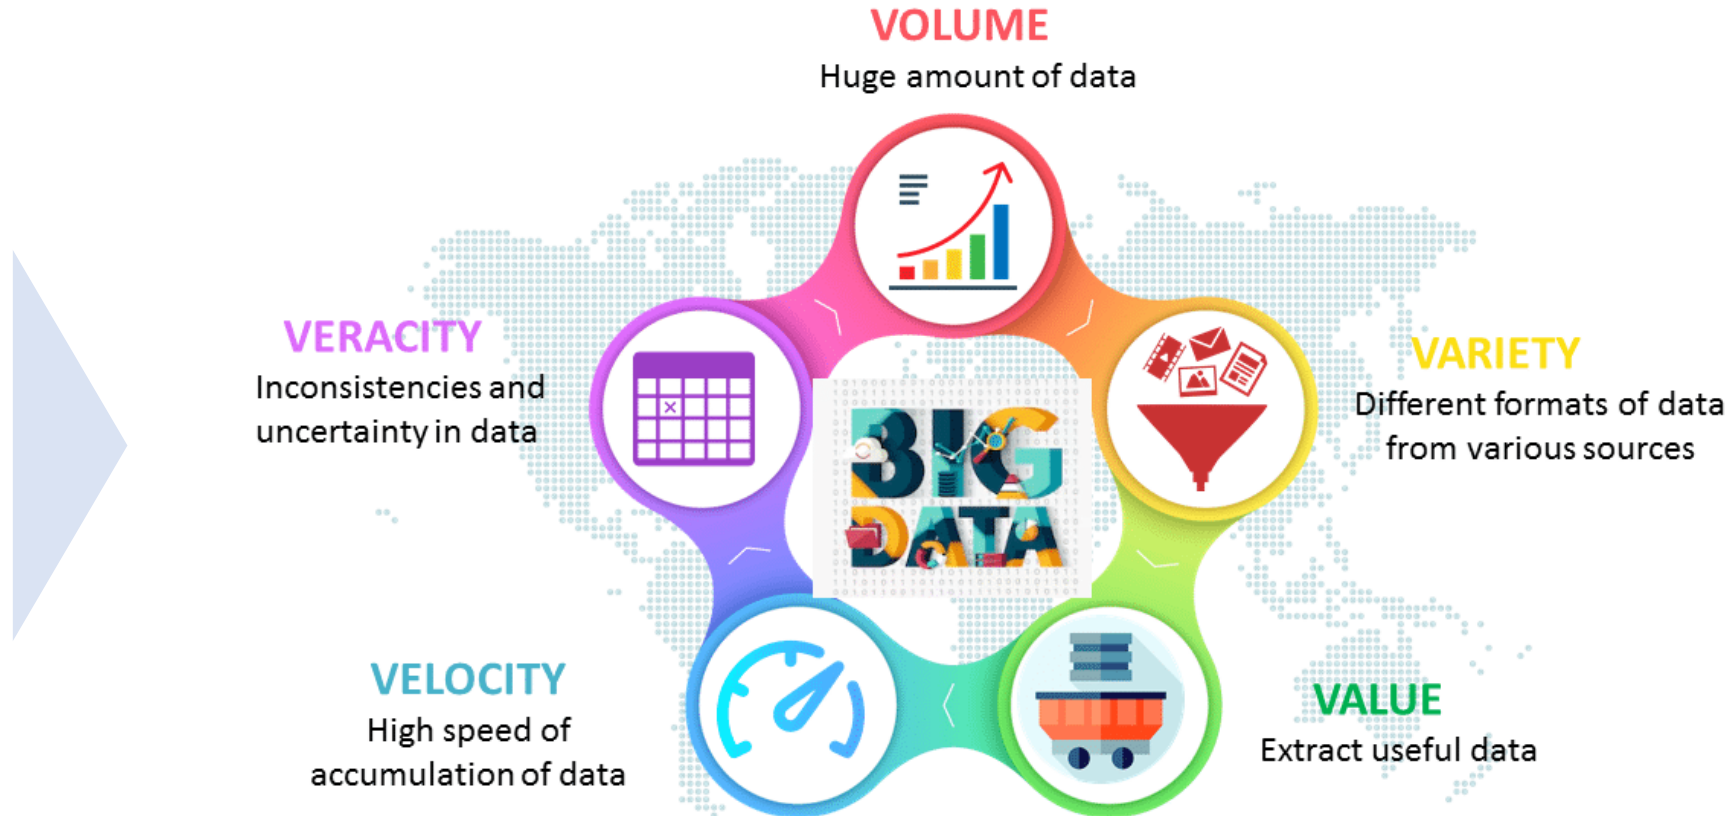 VOLUME
Huge amount of data
VERACITY
Inconsistencies and
uncertainty in data
VARIETY
Different formats of data
from various sources
BIG
DATA
VELOCITY
High speed of
accumulation of data
VALUE
Extract useful data